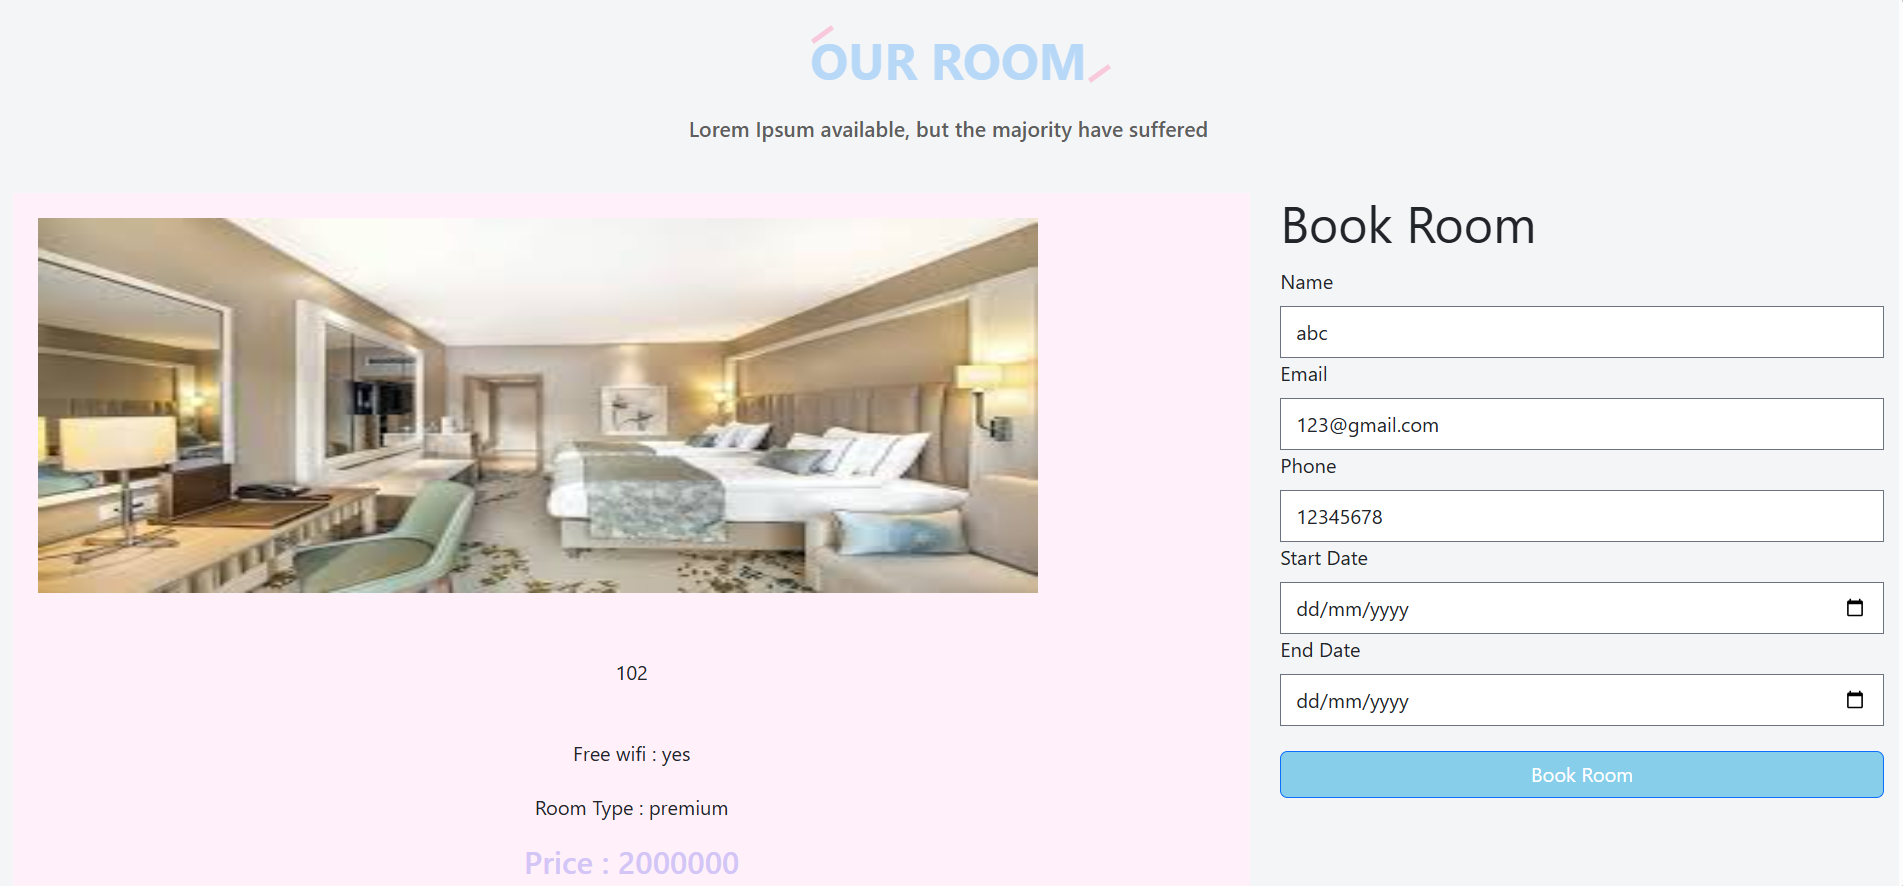 OUR ROOM
Lorem Ipsum available, but the majority have suffered
102
Free wifi : yes
Room Type : premium
Price : 2000000
Book Room
Name
abc
Email
123@gmail.com
Phone
12345678
Start Date
dd/mm/yyyy
End Date
dd/mm/yyyy
Book Room